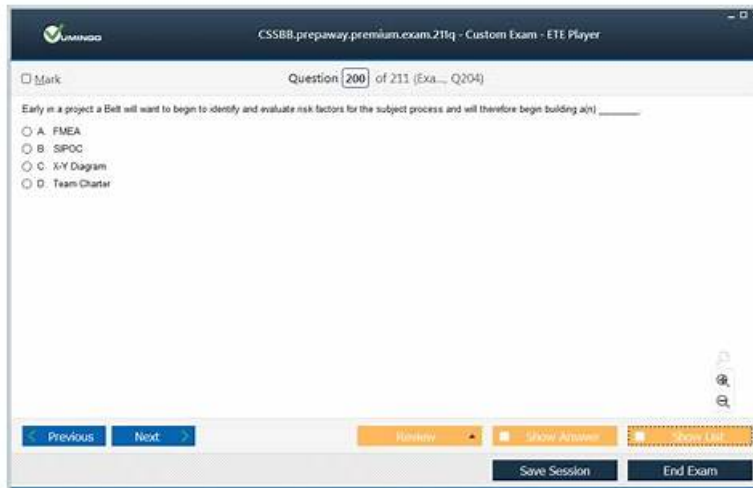 VUMINGO
CSSBB.prepaway.premium.exam.211q - Custom Exam - ETE Player
Mark
Question 200 of 211 (Exa..., Q204)
Early in a project a Belt will want to begin to identify and evaluate risk factors for the subject process and will therefore begin building a(n) ________.
A. FMEA
B. SIPOC
C. X-Y Diagram
D. Team Charter
Previous
Next
Review
Show Answer
Show List
Save Session
End Exam